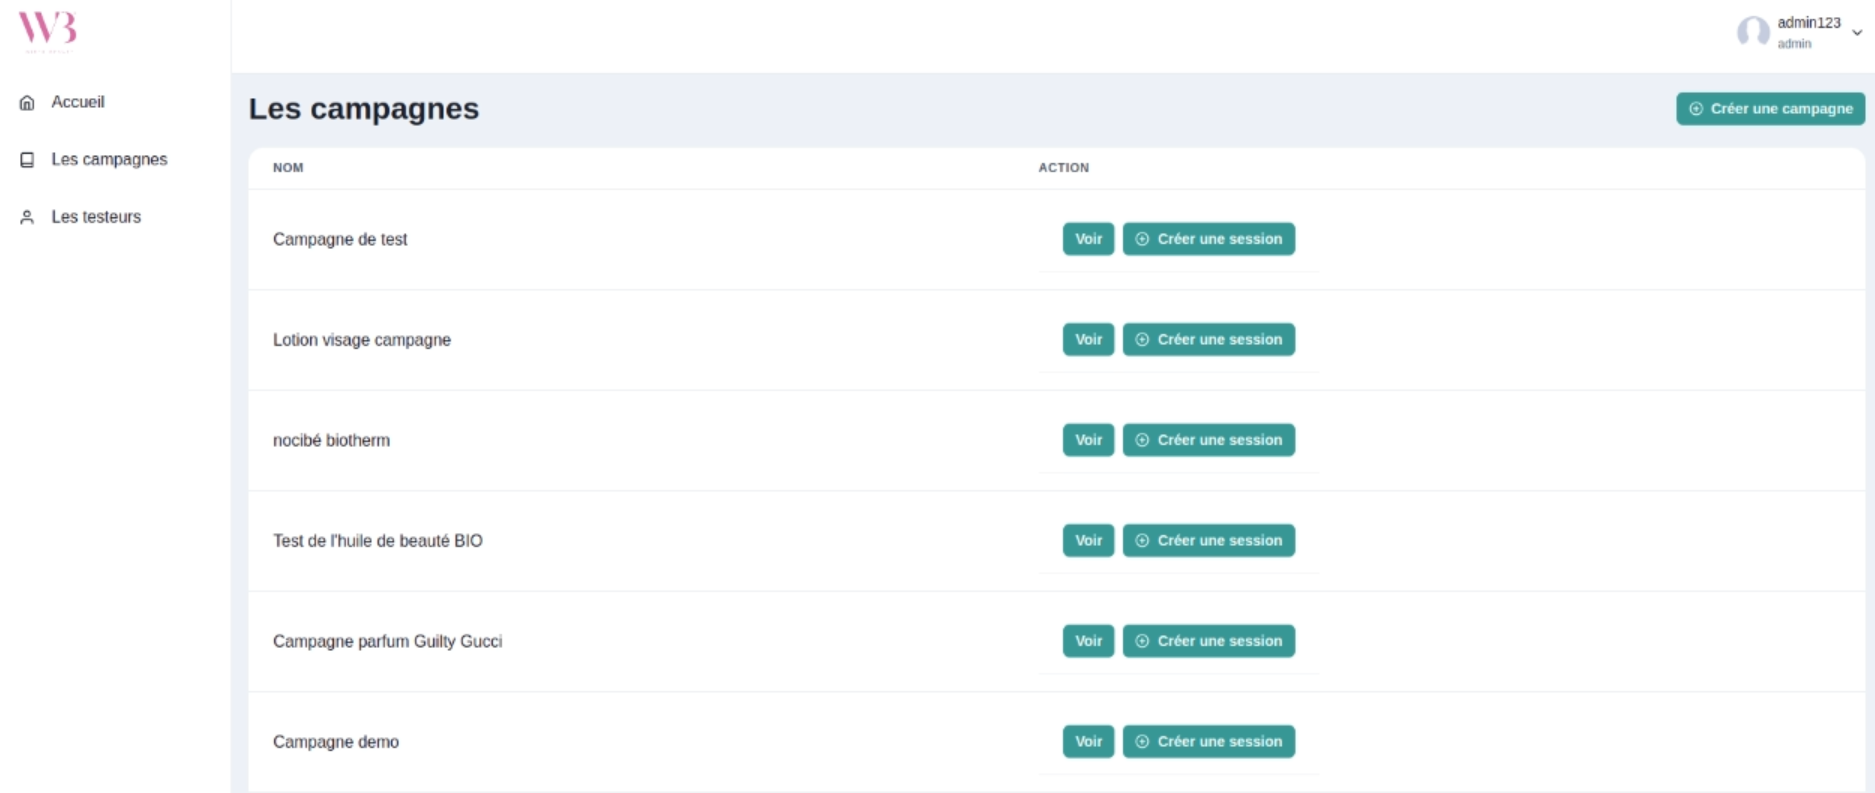 W3
admin123
admin
Accueil
Les campagnes
Les testeurs
Les campagnes
Créer une campagne
NOM ACTION
Campagne de test Voir Créer une session
Lotion visage campagne Voir Créer une session
nocibé biotherm Voir Créer une session
Test de l'huile de beauté BIO Voir Créer une session
Campagne parfum Guilty Gucci Voir Créer une session
Campagne demo Voir Créer une session